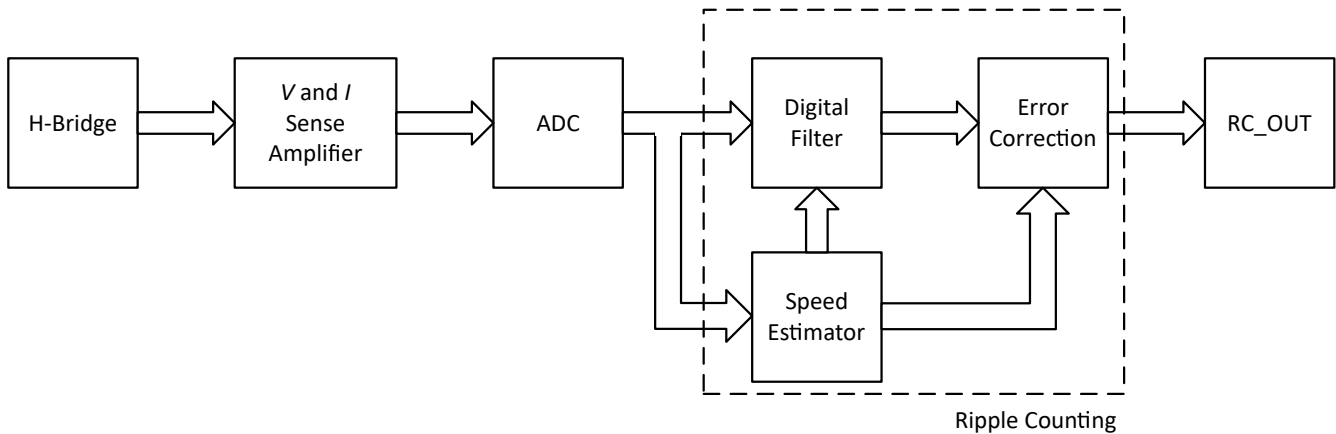 H-Bridge
V and I
Sense
Amplifier
ADC
Digital
Filter
Error
Correction
RC_OUT
Speed
Estimator
Ripple Counting